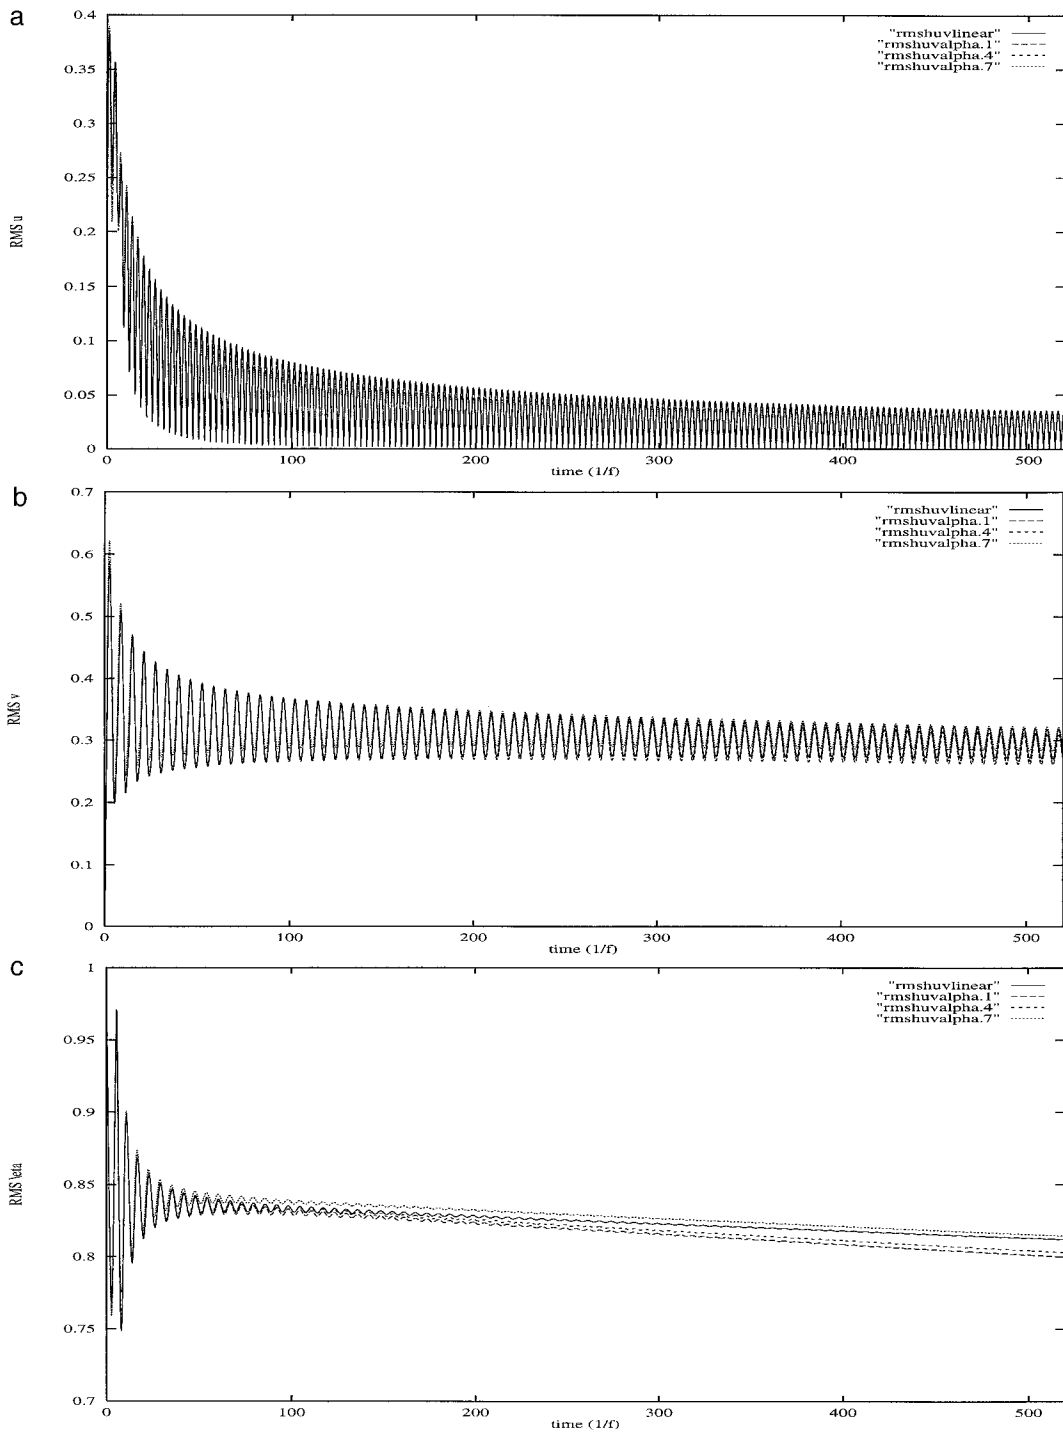 a
0.4
0.35
0.3
0.25
0.2
0.15
0.1
0.05
0
RMS u
0
100
200
300
400
500
time (1/f)
"rmshuvlinear"
"rmshuvalpha.1"
"rmshuvalpha.4"
"rmshuvalpha.7"
b
0.7
0.6
0.5
0.4
0.3
0.2
0.1
0
RMS v
0
100
200
300
400
500
time (1/f)
"rmshuvlinear"
"rmshuvalpha.1"
"rmshuvalpha.4"
"rmshuvalpha.7"
c
1
0.95
0.9
0.85
0.8
0.75
0.7
RMS \eta
0
100
200
300
400
500
time (1/f)
"rmshuvlinear"
"rmshuvalpha.1"
"rmshuvalpha.4"
"rmshuvalpha.7"